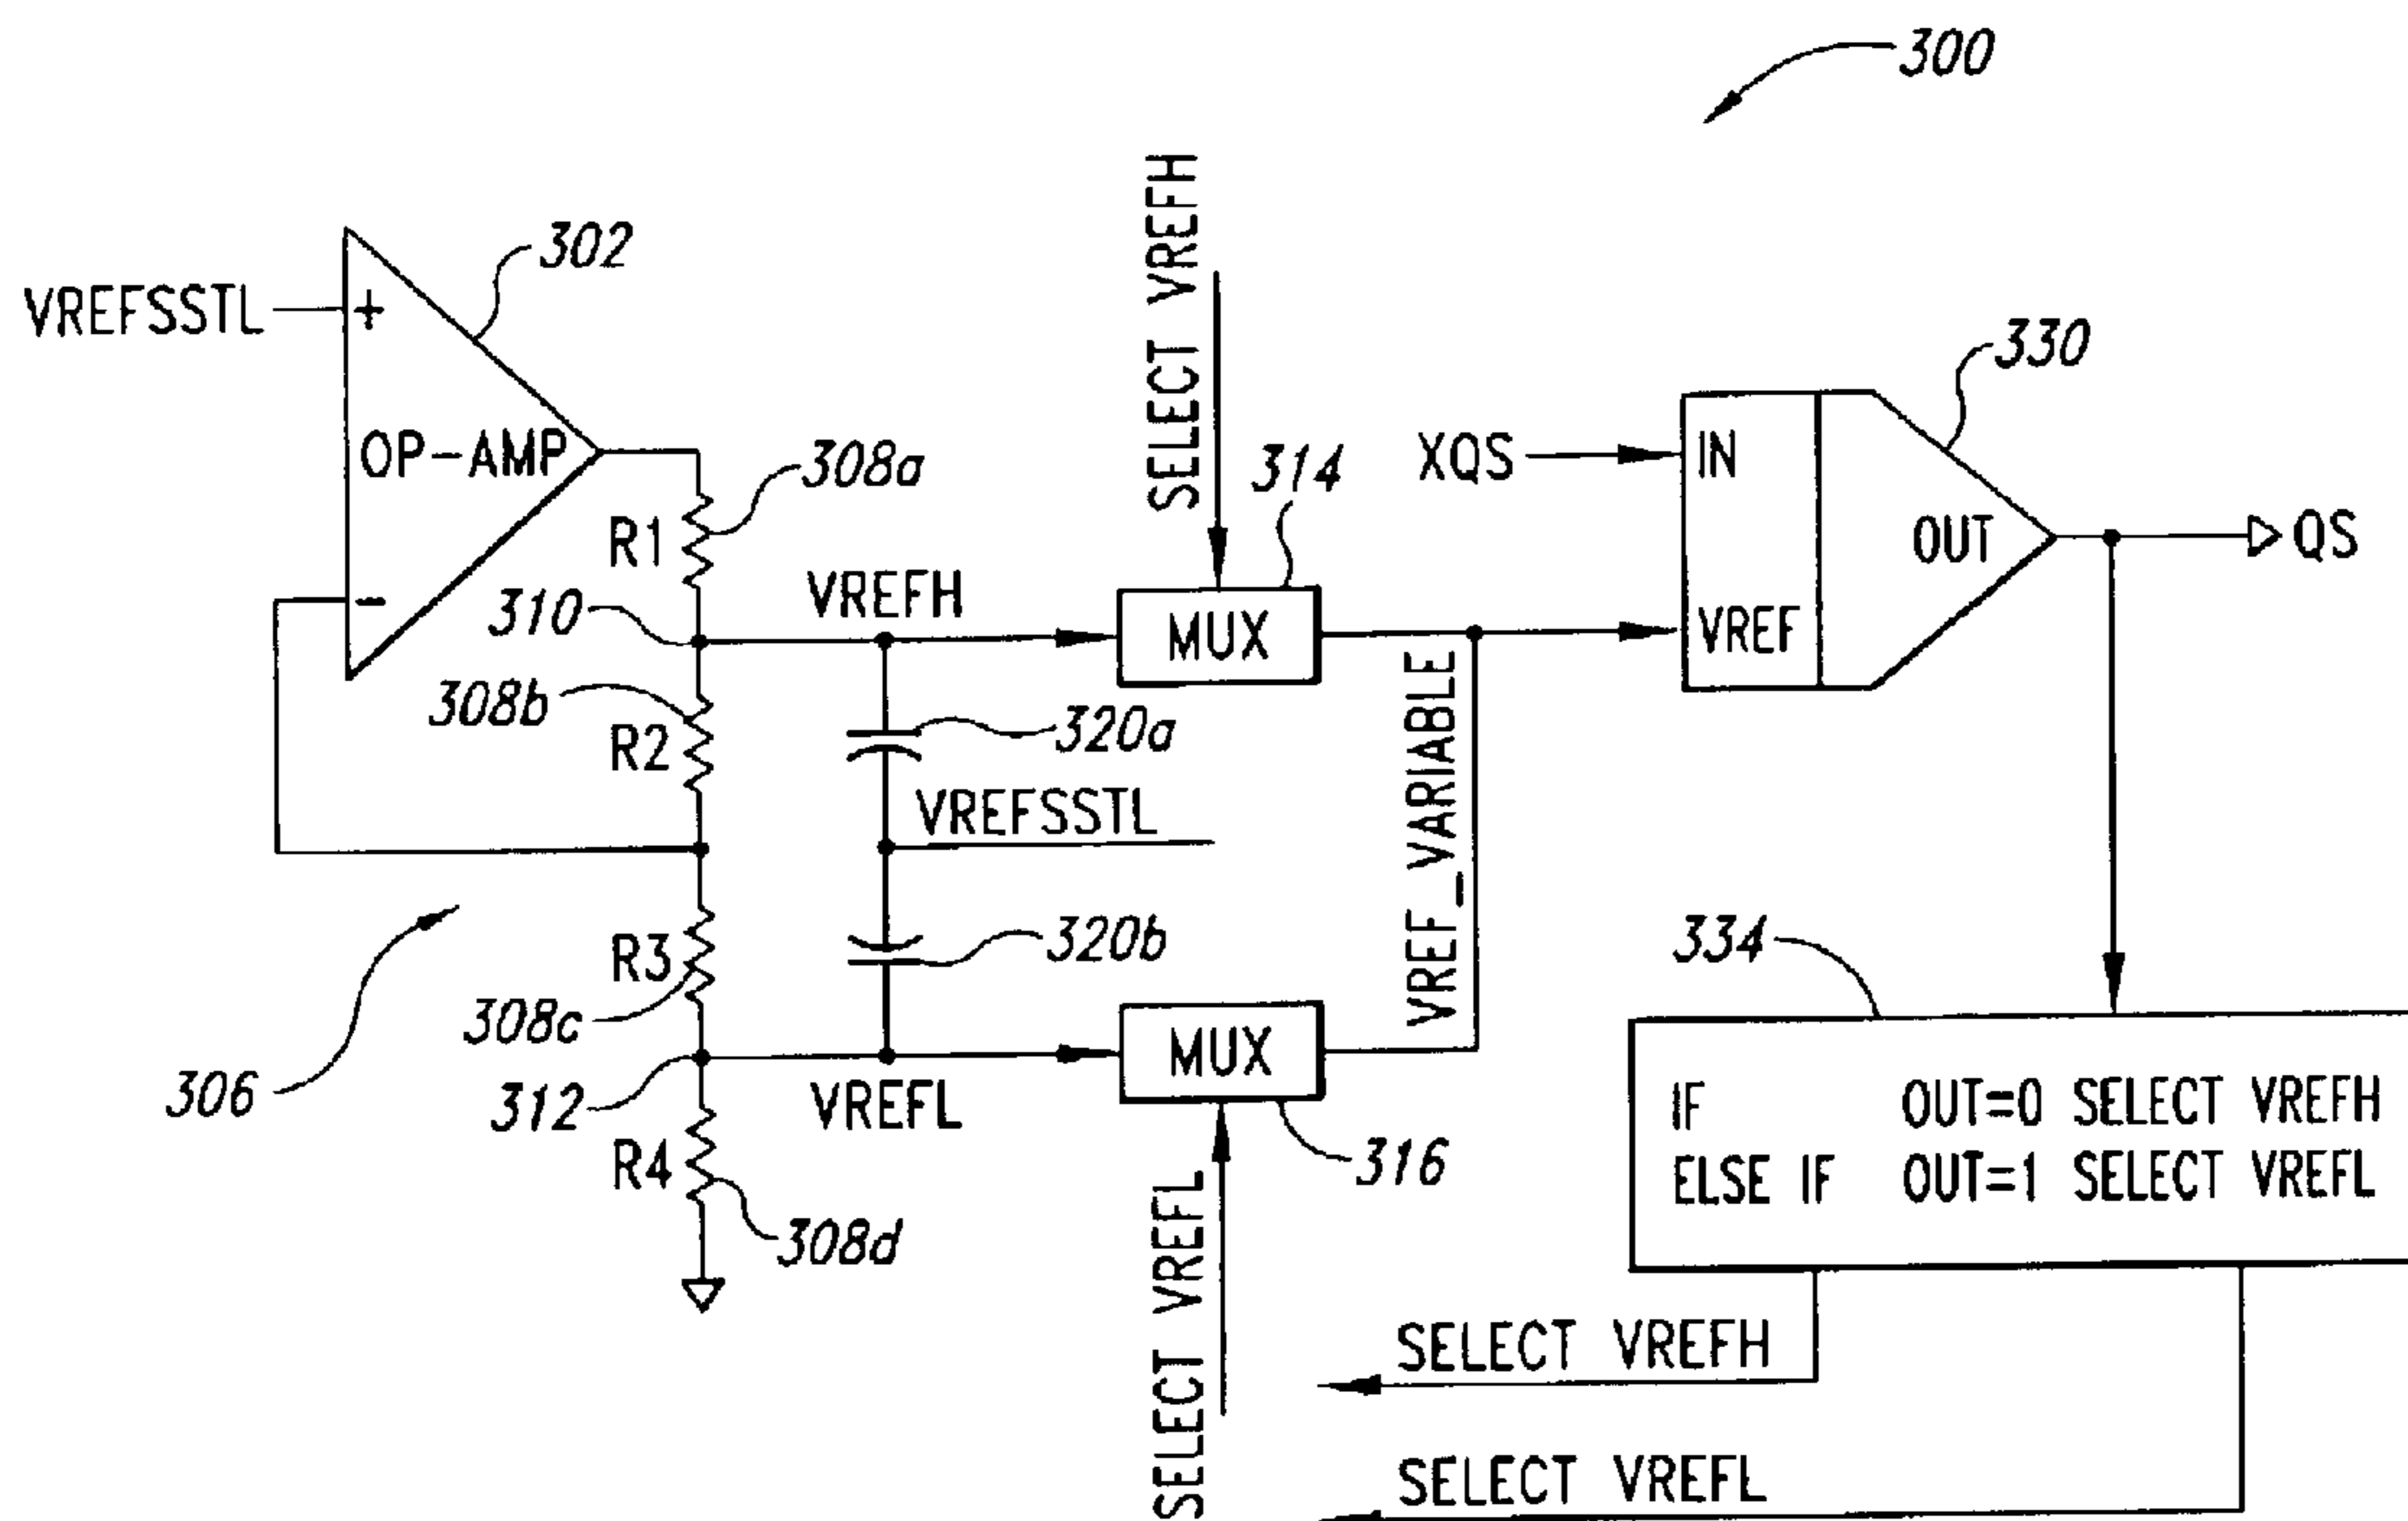 300
SELECT VREFH
302
VREFSSTL
+
330
OP-AMP
308a
314
XQS
IN
R1
OUT
QS
VREFH
310
MUX
VREF
308b
R2
320a
VREF_VARIABLE
VREFSSTL
R3
320b
334
308c
MUX
306
312
VREFL
IF OUT=0 SELECT VREFH
R4
316
ELSE IF OUT=1 SELECT VREFL
308d
SELECT VREFL
SELECT VREFH
SELECT VREFL